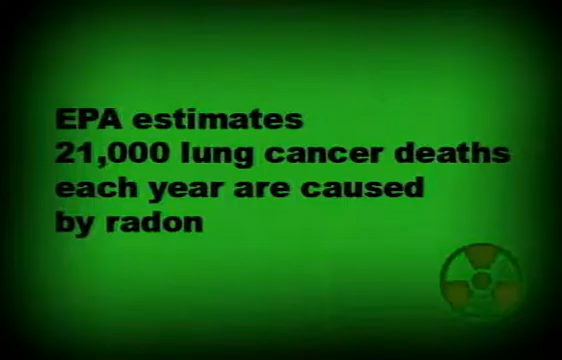 EPA estimates
21,000 lung cancer deaths
each year are caused
by radon